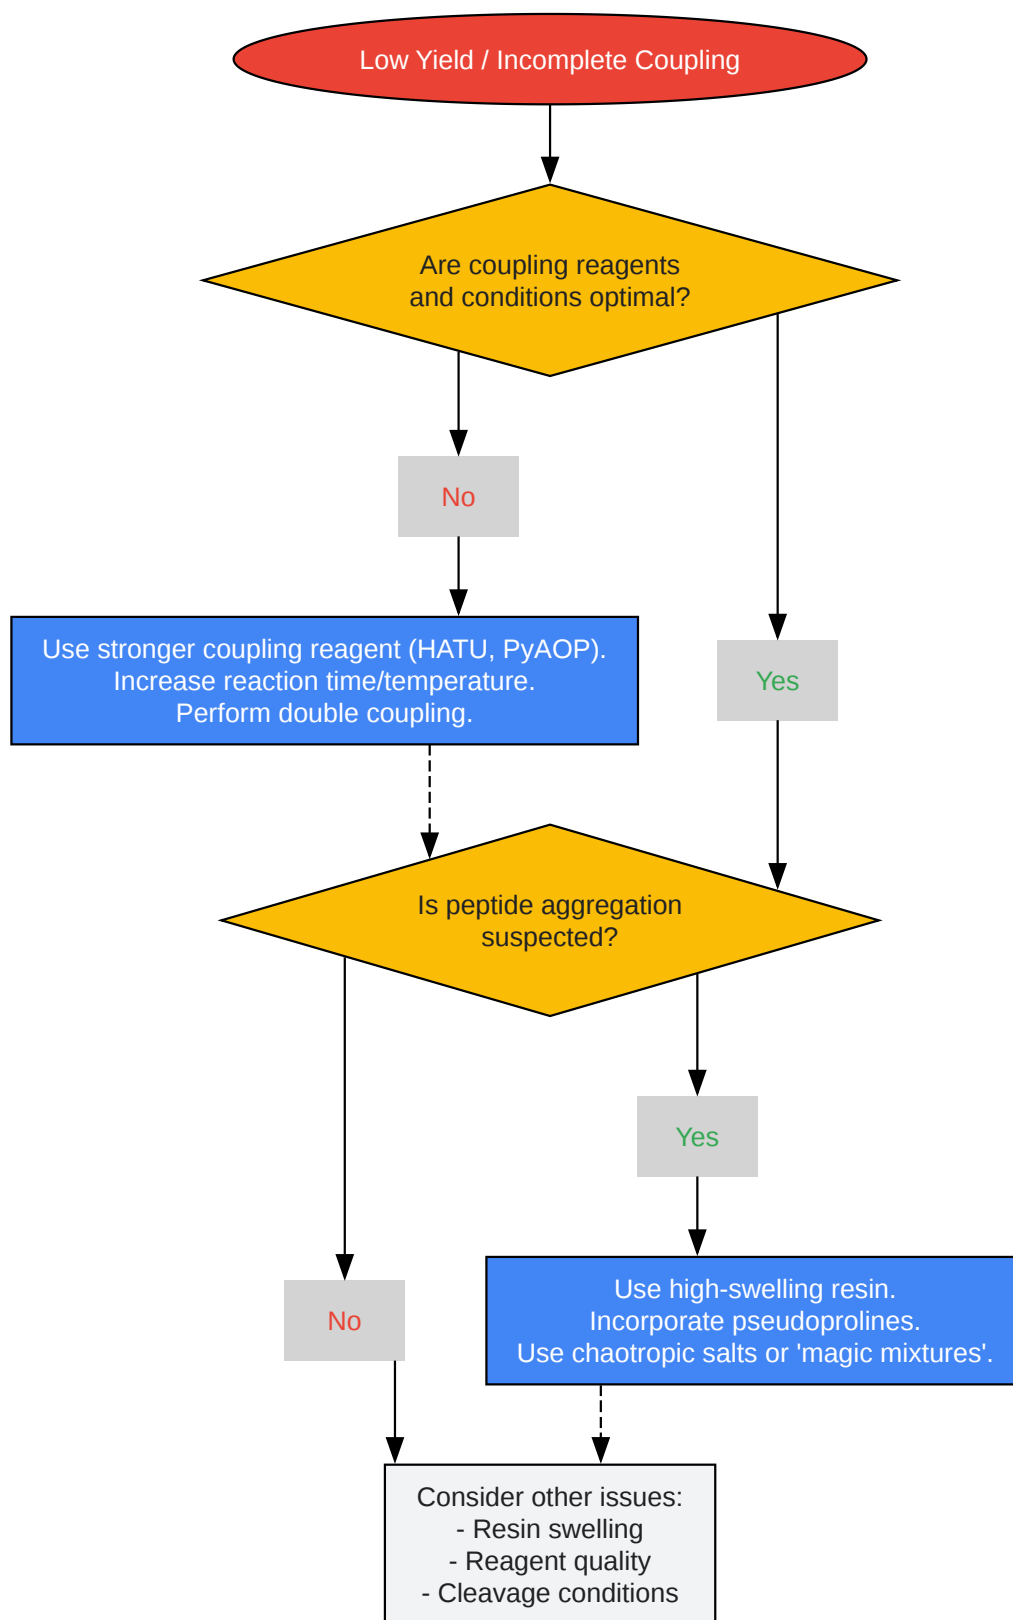 Low Yield / Incomplete Coupling
Are coupling reagents
and conditions optimal?
No
Use stronger coupling reagent (HATU, PyAOP).
Increase reaction time/temperature.
Perform double coupling.
Yes
Is peptide aggregation
suspected?
Yes
No
Use high-swelling resin.
Incorporate pseudoprolines.
Use chaotropic salts or 'magic mixtures'.
Consider other issues:
- Resin swelling
- Reagent quality
- Cleavage conditions